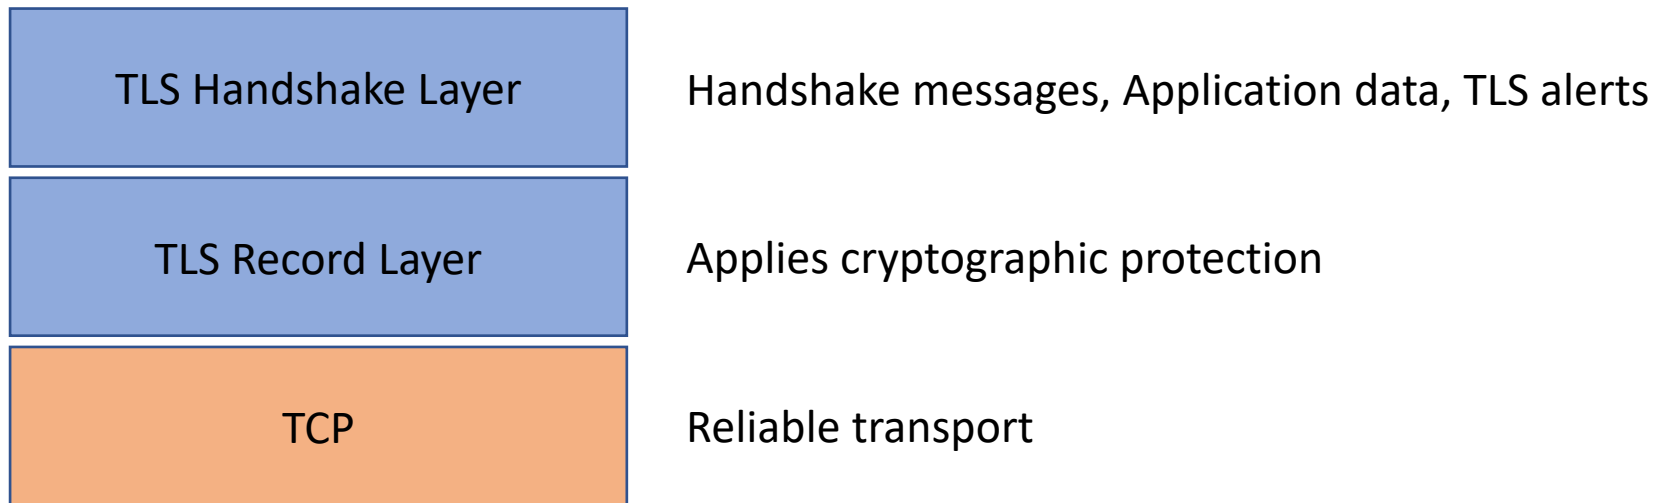 TLS Handshake Layer
Handshake messages, Application data, TLS alerts
TLS Record Layer
Applies cryptographic protection
TCP
Reliable transport